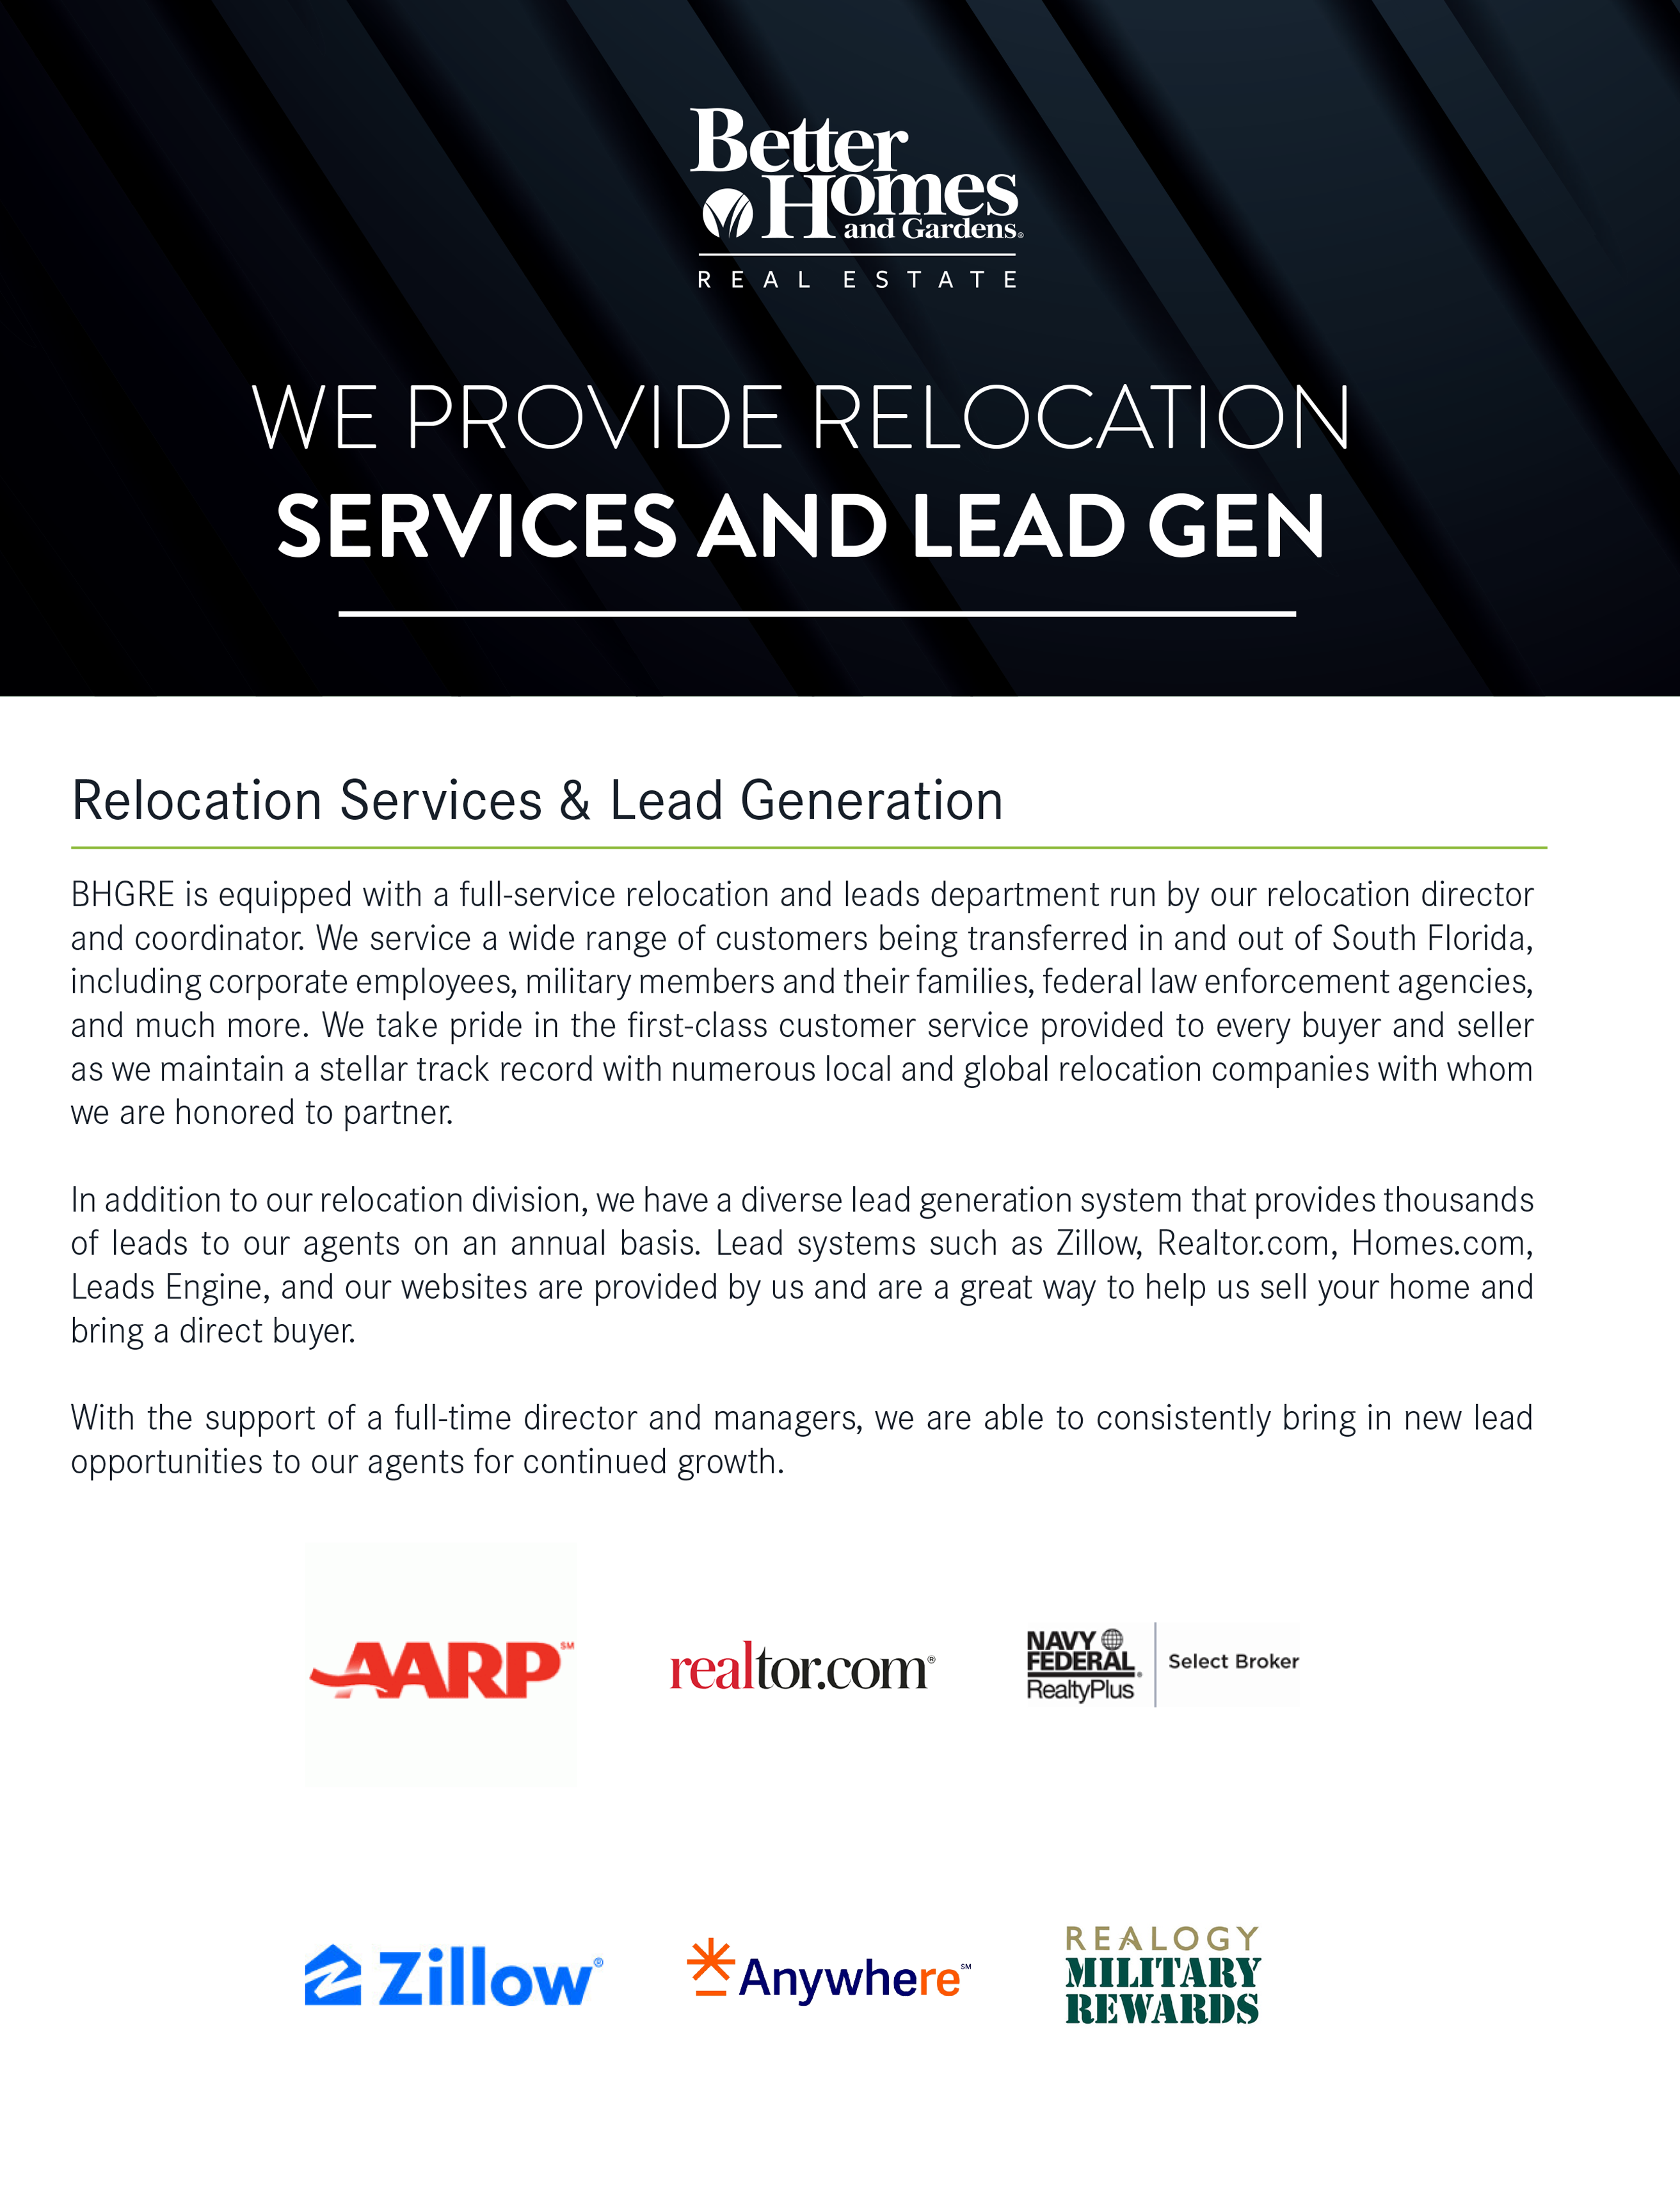 Better
Homes
and Gardens®
REAL ESTATE
WE PROVIDE RELOCATION
SERVICES AND LEAD GEN
Relocation Services & Lead Generation
BHGRE is equipped with a full-service relocation and leads department run by our relocation director
and coordinator. We service a wide range of customers being transferred in and out of South Florida,
including corporate employees, military members and their families, federal law enforcement agencies,
and much more. We take pride in the first-class customer service provided to every buyer and seller
as we maintain a stellar track record with numerous local and global relocation companies with whom
we are honored to partner.
In addition to our relocation division, we have a diverse lead generation system that provides thousands
of leads to our agents on an annual basis. Lead systems such as Zillow, Realtor.com, Homes.com,
Leads Engine, and our websites are provided by us and are a great way to help us sell your home and
bring a direct buyer.
With the support of a full-time director and managers, we are able to consistently bring in new lead
opportunities to our agents for continued growth.
AARP℠
realtor.com®
NAVY
FEDERAL®
RealtyPlus
Select Broker
Zillow®
Anywhere℠
REALOGY
MILITARY
REWARDS